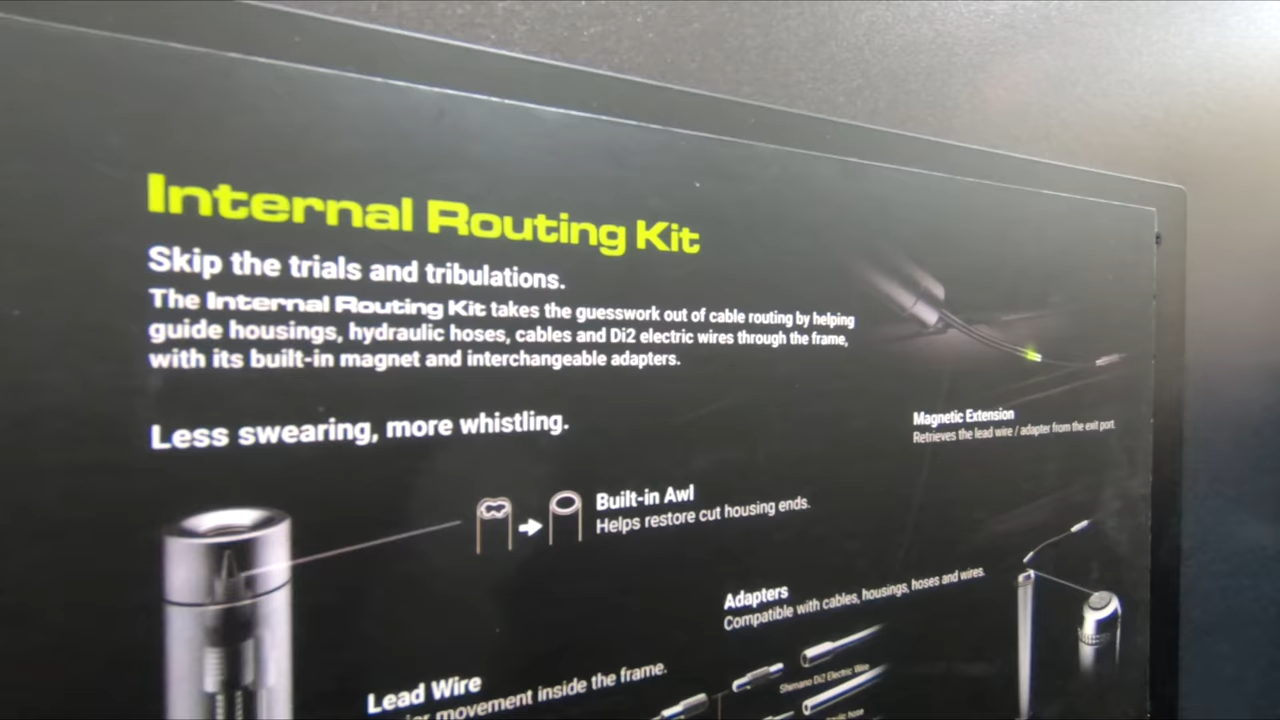 Internal Routing Kit
Skip the trials and tribulations.
The Internal Routing Kit takes the guesswork out of cable routing by helping
guide housings, hydraulic hoses, cables and Di2 electric wires through the frame,
with its built-in magnet and interchangeable adapters.
Less swearing, more whistling.
Magnetic Extension
Retrieves the lead wire / adapter from the exit port
Built-in Awl
Helps restore cut housing ends.
Adapters
Compatible with cables, housings, hoses and wires.
Lead Wire
movement inside the frame.
Shimano Di2 Electric Wire
hose